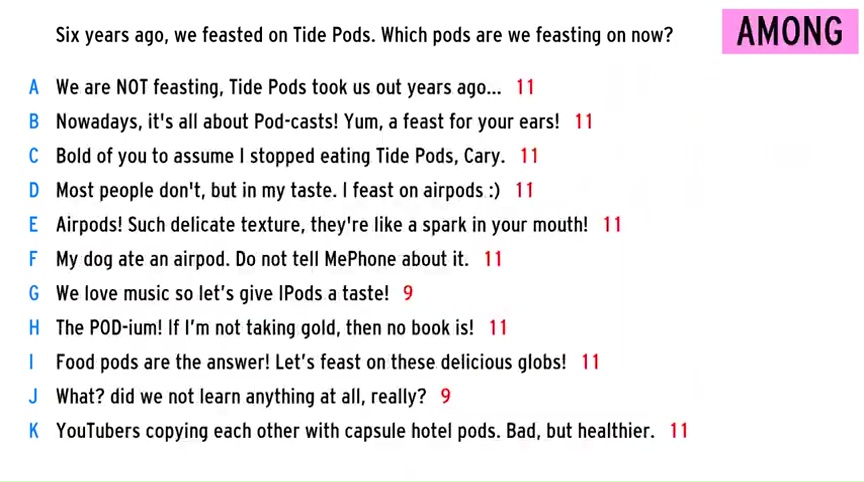 Six years ago, we feasted on Tide Pods. Which pods are we feasting on now?
AMONG
A We are NOT feasting, Tide Pods took us out years ago... 11
B Nowadays, it's all about Pod-casts! Yum, a feast for your ears! 11
C Bold of you to assume I stopped eating Tide Pods, Cary. 11
D Most people don't, but in my taste. I feast on airpods :) 11
E Airpods! Such delicate texture, they're like a spark in your mouth! 11
F My dog ate an airpod. Do not tell MePhone about it. 11
G We love music so let's give IPods a taste! 9
H The POD-ium! If I'm not taking gold, then no book is! 11
I Food pods are the answer! Let's feast on these delicious globs! 11
J What? did we not learn anything at all, really? 9
K YouTubers copying each other with capsule hotel pods. Bad, but healthier. 11